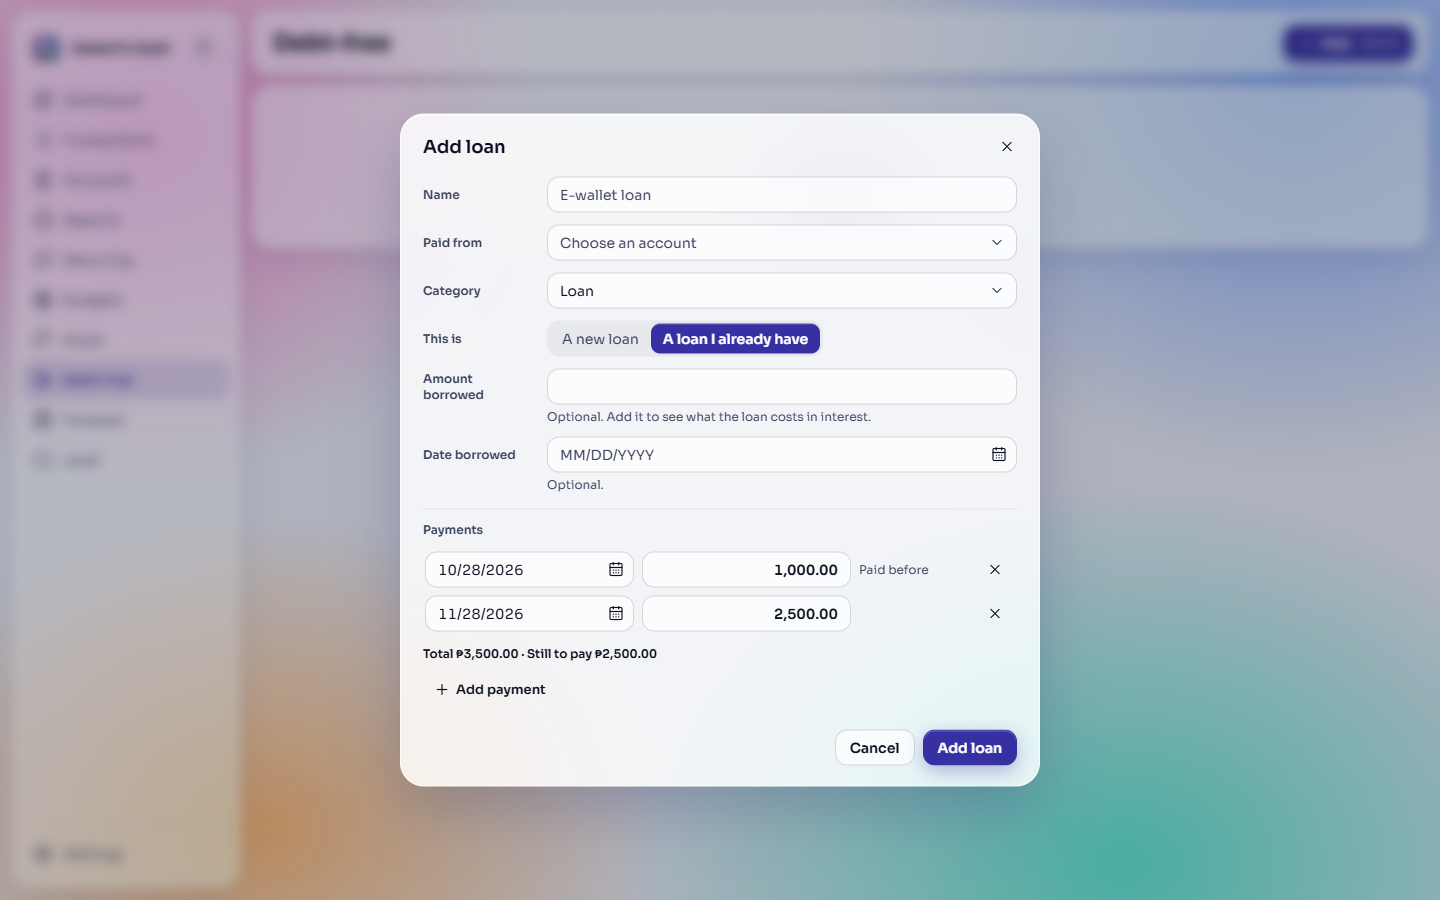 Debt-free
Add loan
Name
E-wallet loan
Paid from
Choose an account
Category
Loan
This is
A new loan
A loan I already have
Amount
borrowed
Optional. Add it to see what the loan costs in interest.
Date borrowed
MM/DD/YYYY
Optional.
Payments
10/28/2026
1,000.00
Paid before
11/28/2026
2,500.00
Total ₱3,500.00 · Still to pay ₱2,500.00
Add payment
Cancel
Add loan